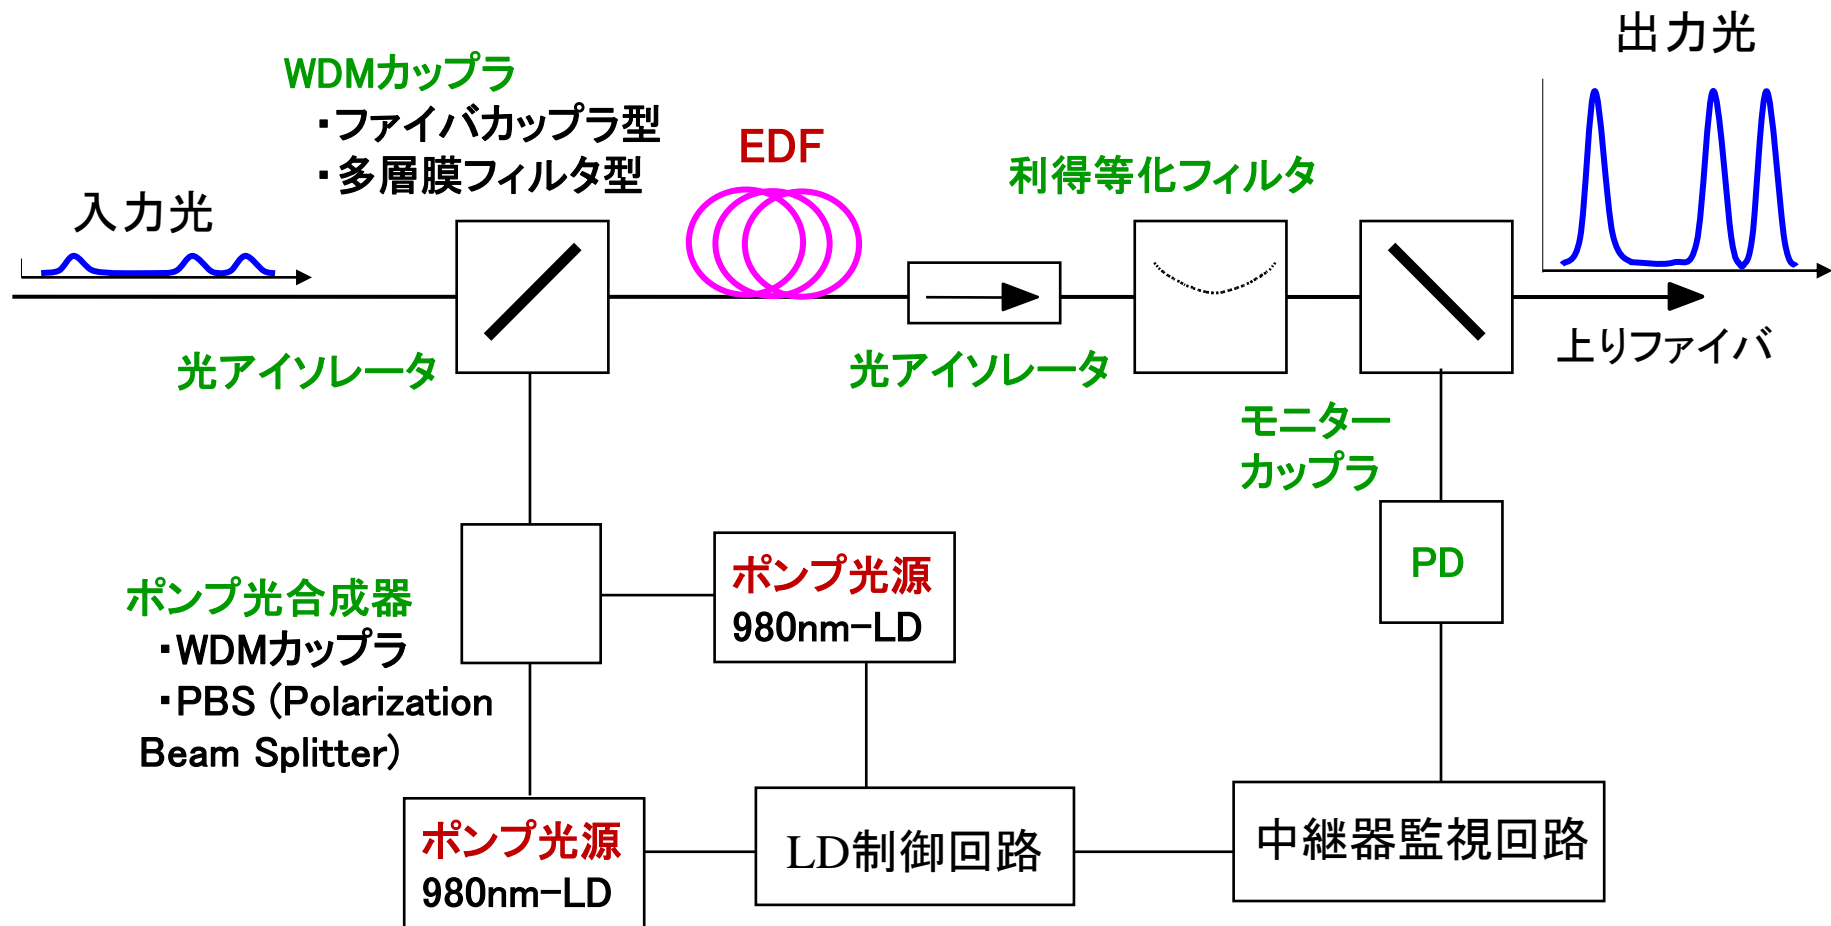 出力光
WDMカップラ
・ファイバカップラ型
・多層膜フィルタ型
EDF
利得等化フィルタ
入力光
光アイソレータ
光アイソレータ
上りファイバ
モニター
カップラ
PD
ポンプ光源
980nm-LD
ポンプ光合成器
・WDMカップラ
・PBS (Polarization
Beam Splitter)
ポンプ光源
980nm-LD
LD制御回路
中継器監視回路